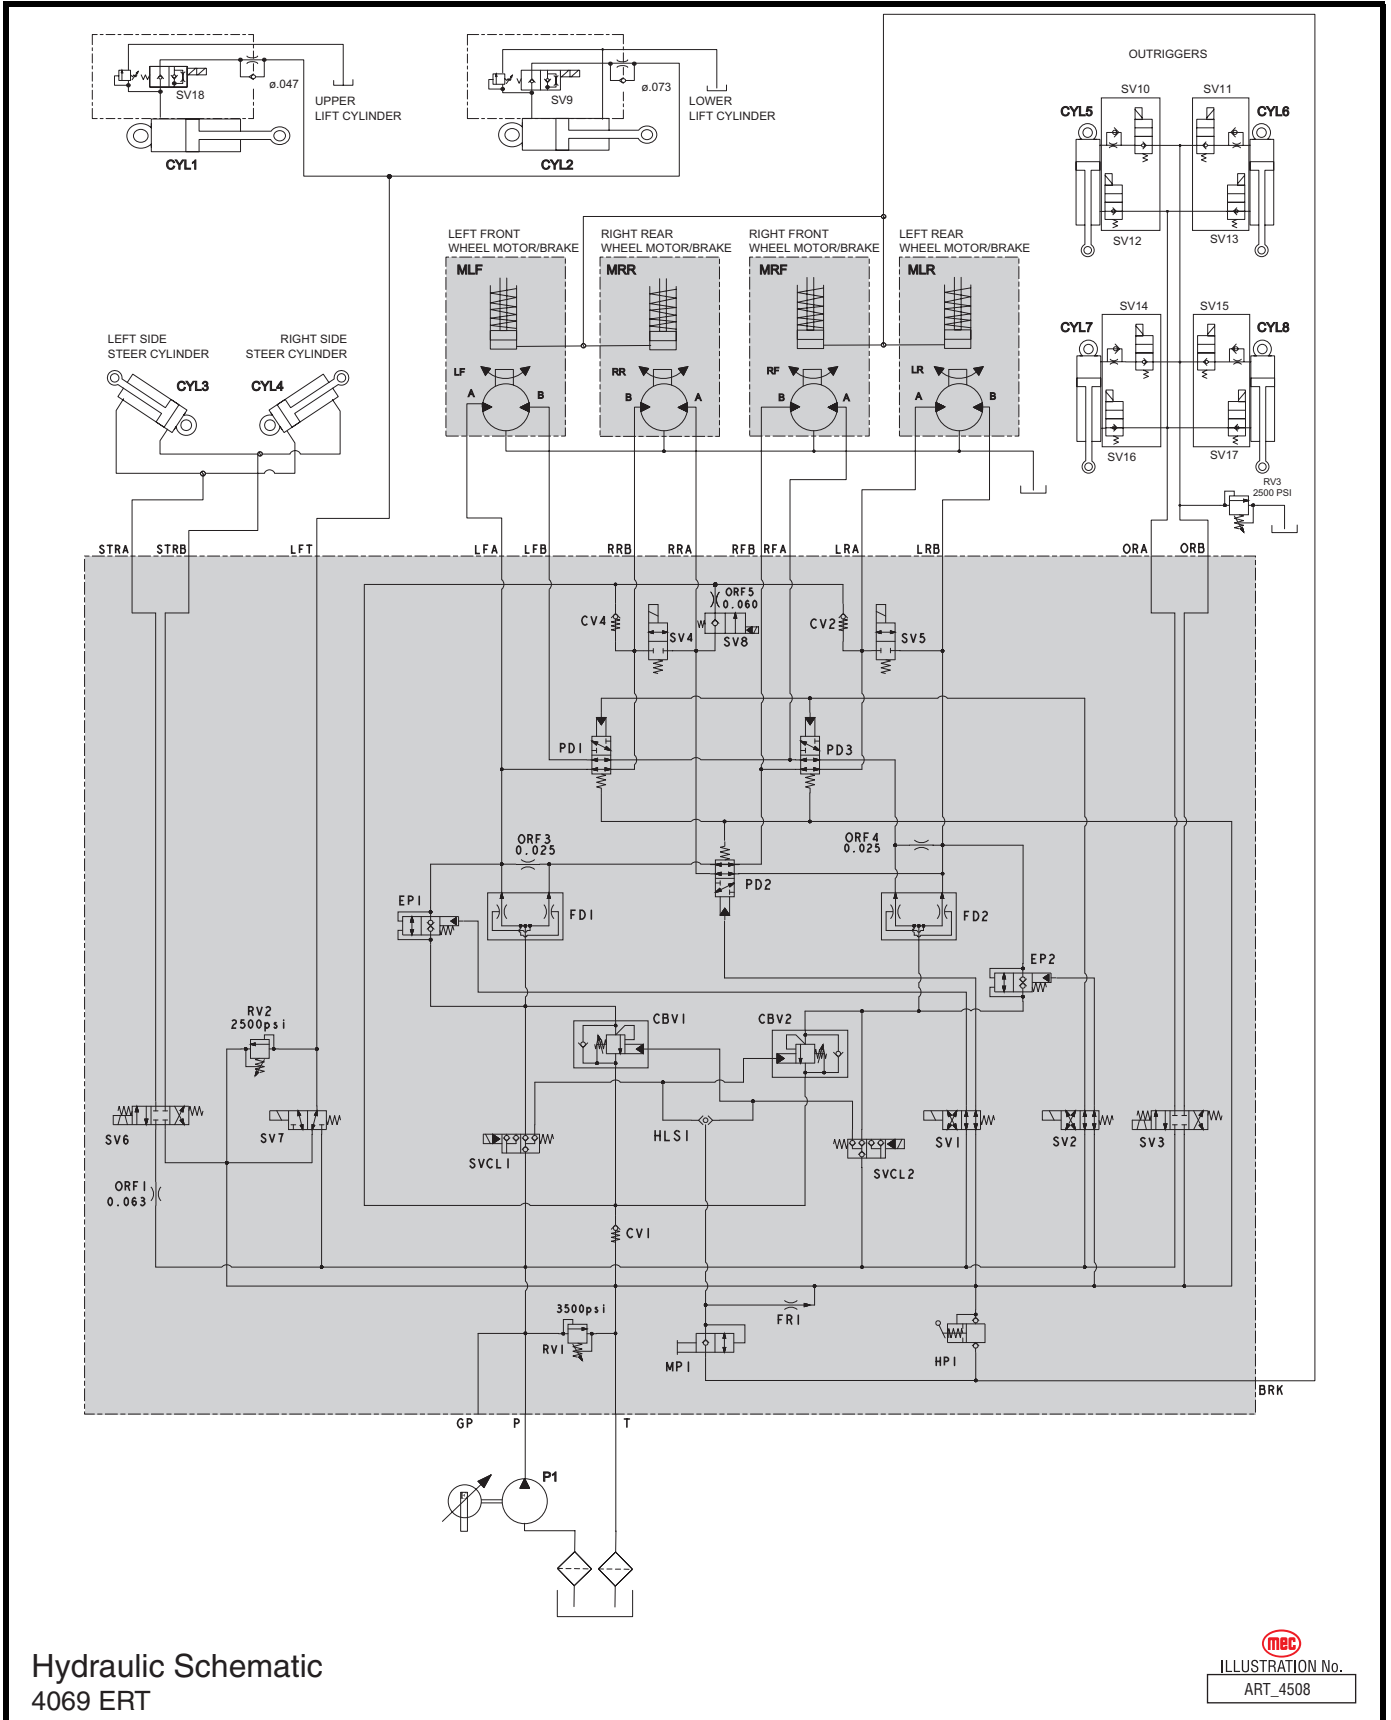 OUTRIGGERS
SV18
ø.047
UPPER
LIFT CYLINDER
CYL1
SV9
ø.073
LOWER
LIFT CYLINDER
CYL2
SV10
SV11
CYL5
CYL6
SV12
SV13
LEFT FRONT
WHEEL MOTOR/BRAKE
RIGHT REAR
WHEEL MOTOR/BRAKE
RIGHT FRONT
WHEEL MOTOR/BRAKE
LEFT REAR
WHEEL MOTOR/BRAKE
MLF
MRR
MRF
MLR
SV14
SV15
CYL7
CYL8
SV16
SV17
LEFT SIDE
STEER CYLINDER
RIGHT SIDE
STEER CYLINDER
CYL3
CYL4
LF
A
B
RR
B
A
RF
B
A
LR
A
B
RV3
2500 PSI
STRA
STRB
LFT
LFA
LFB
RRB
RRA
RFB
RFA
LRA
LRB
ORA
ORB
ORF5
0.060
CV4
SV4
SV8
CV2
SV5
PD1
PD3
ORF3
0.025
ORF4
0.025
PD2
EP1
FD1
FD2
EP2
RV2
2500psi
CBV1
CBV2
SV6
SV7
SVCL1
HLS1
SVCL2
SV1
SV2
SV3
ORF1
0.063
CV1
3500psi
RV1
FR1
MP1
HP1
BRK
GP
P
T
P1
Hydraulic Schematic
4069 ERT
mec
ILLUSTRATION No.
ART_4508